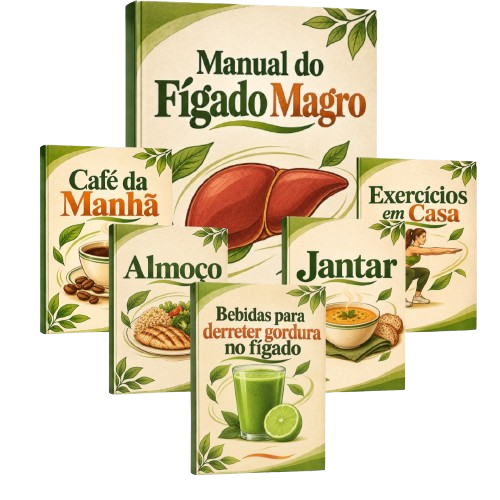 Manual do
Fígado Magro
Café da
Manhã
Exercícios
em Casa
Almoço
Jantar
Bebidas para
derreter gordura
no fígado